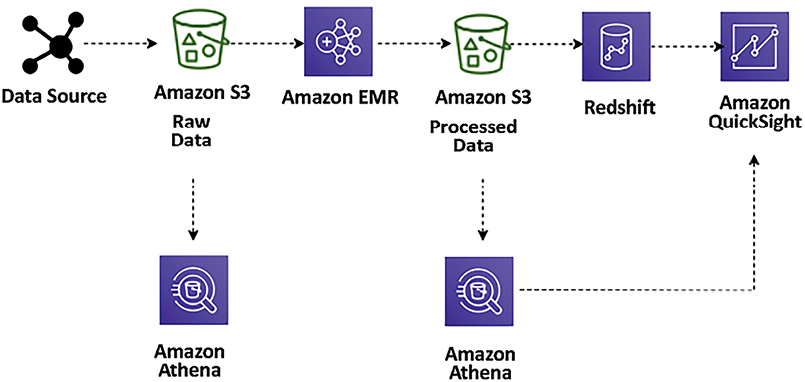 Data Source
Amazon S3
Raw
Data
Amazon EMR
Amazon S3
Processed
Data
Redshift
Amazon
QuickSight
Amazon
Athena
Amazon
Athena